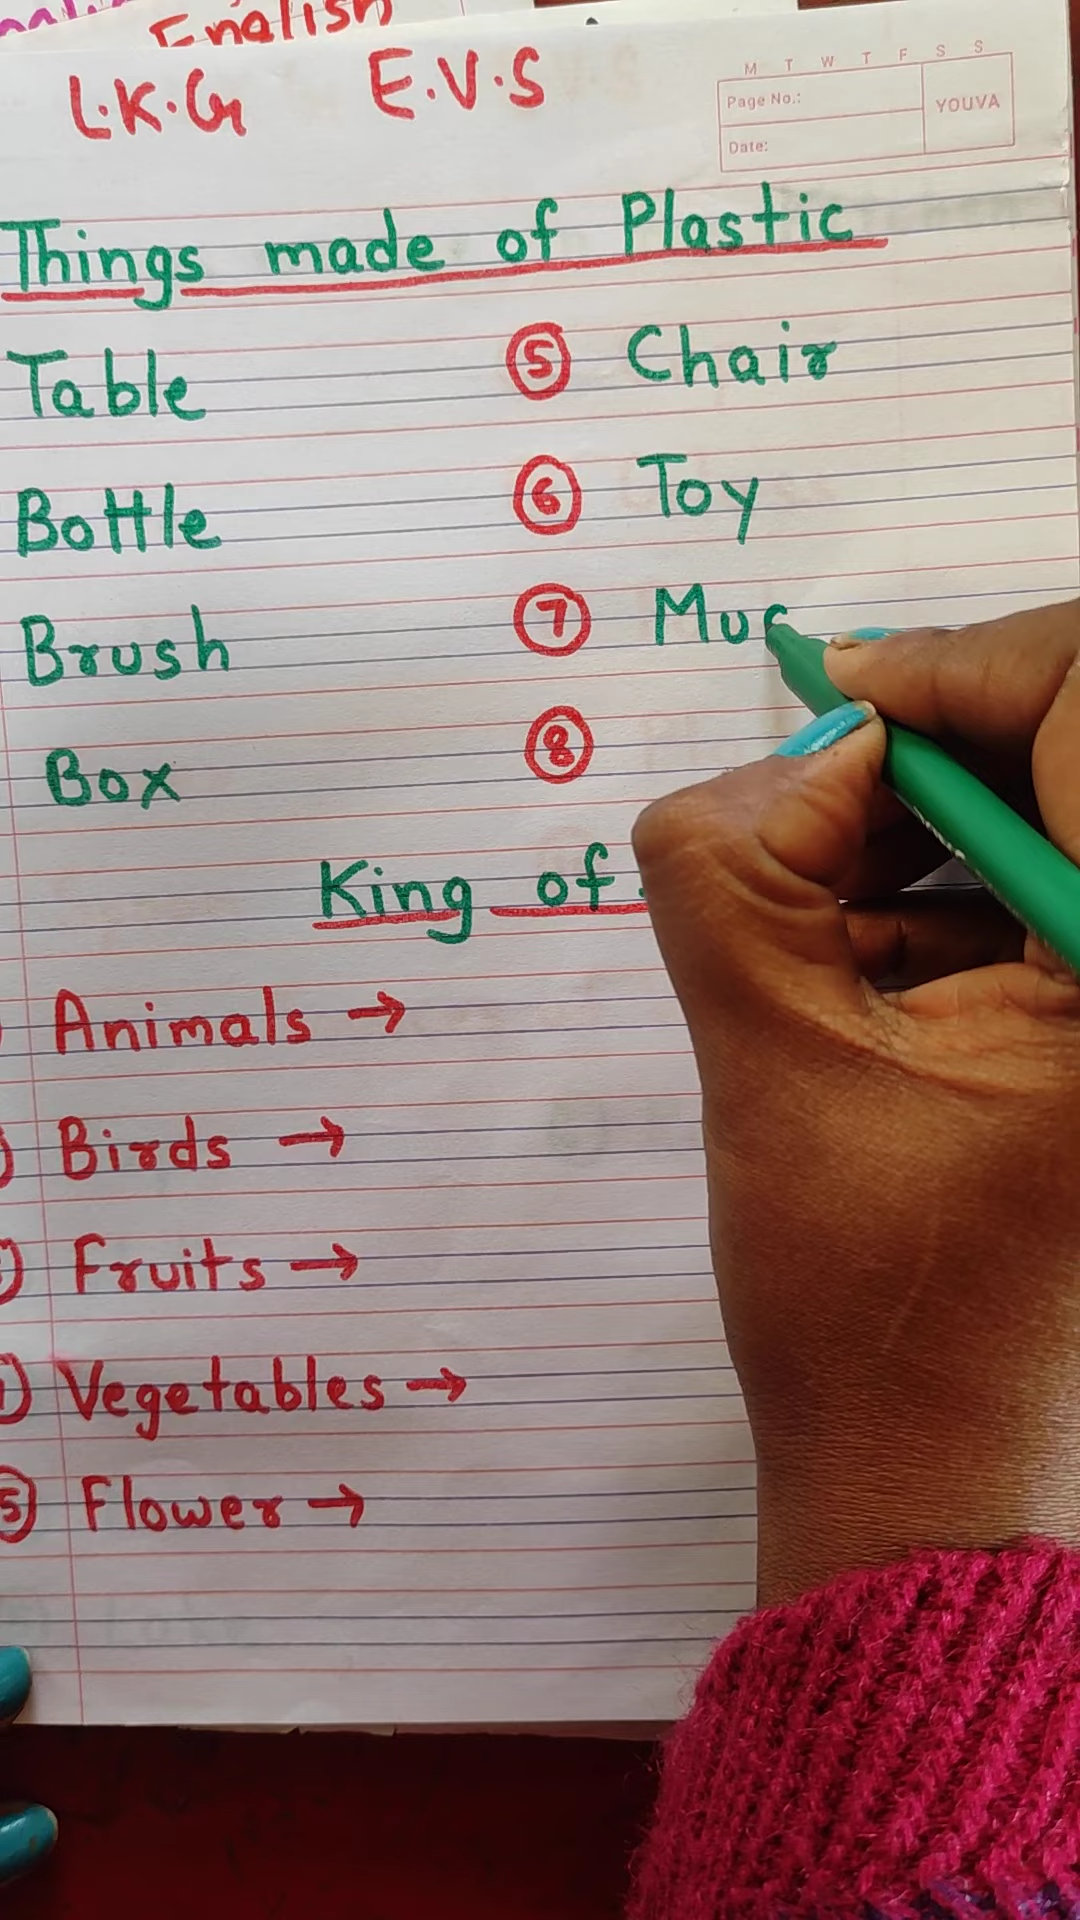 English
L.K.G E.V.S
M T W T F S S
Page No.:
YOUVA
Date:
Things made of Plastic
Table ⑤ Chair
Bottle ⑥ Toy
Brush ⑦ Mug
Box ⑧
King of
Animals →
Birds →
Fruits →
Vegetables →
⑤ Flower →